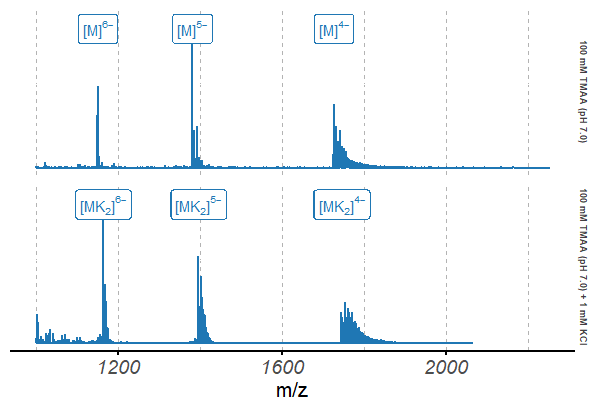 [M]⁶⁻ [M]⁵⁻ [M]⁴⁻
100 mM TMAA (pH 7.0)
[MK₂]⁶⁻ [MK₂]⁵⁻ [MK₂]⁴⁻
100 mM TMAA (pH 7.0) + 1 mM KCl
1200 1600 2000
m/z